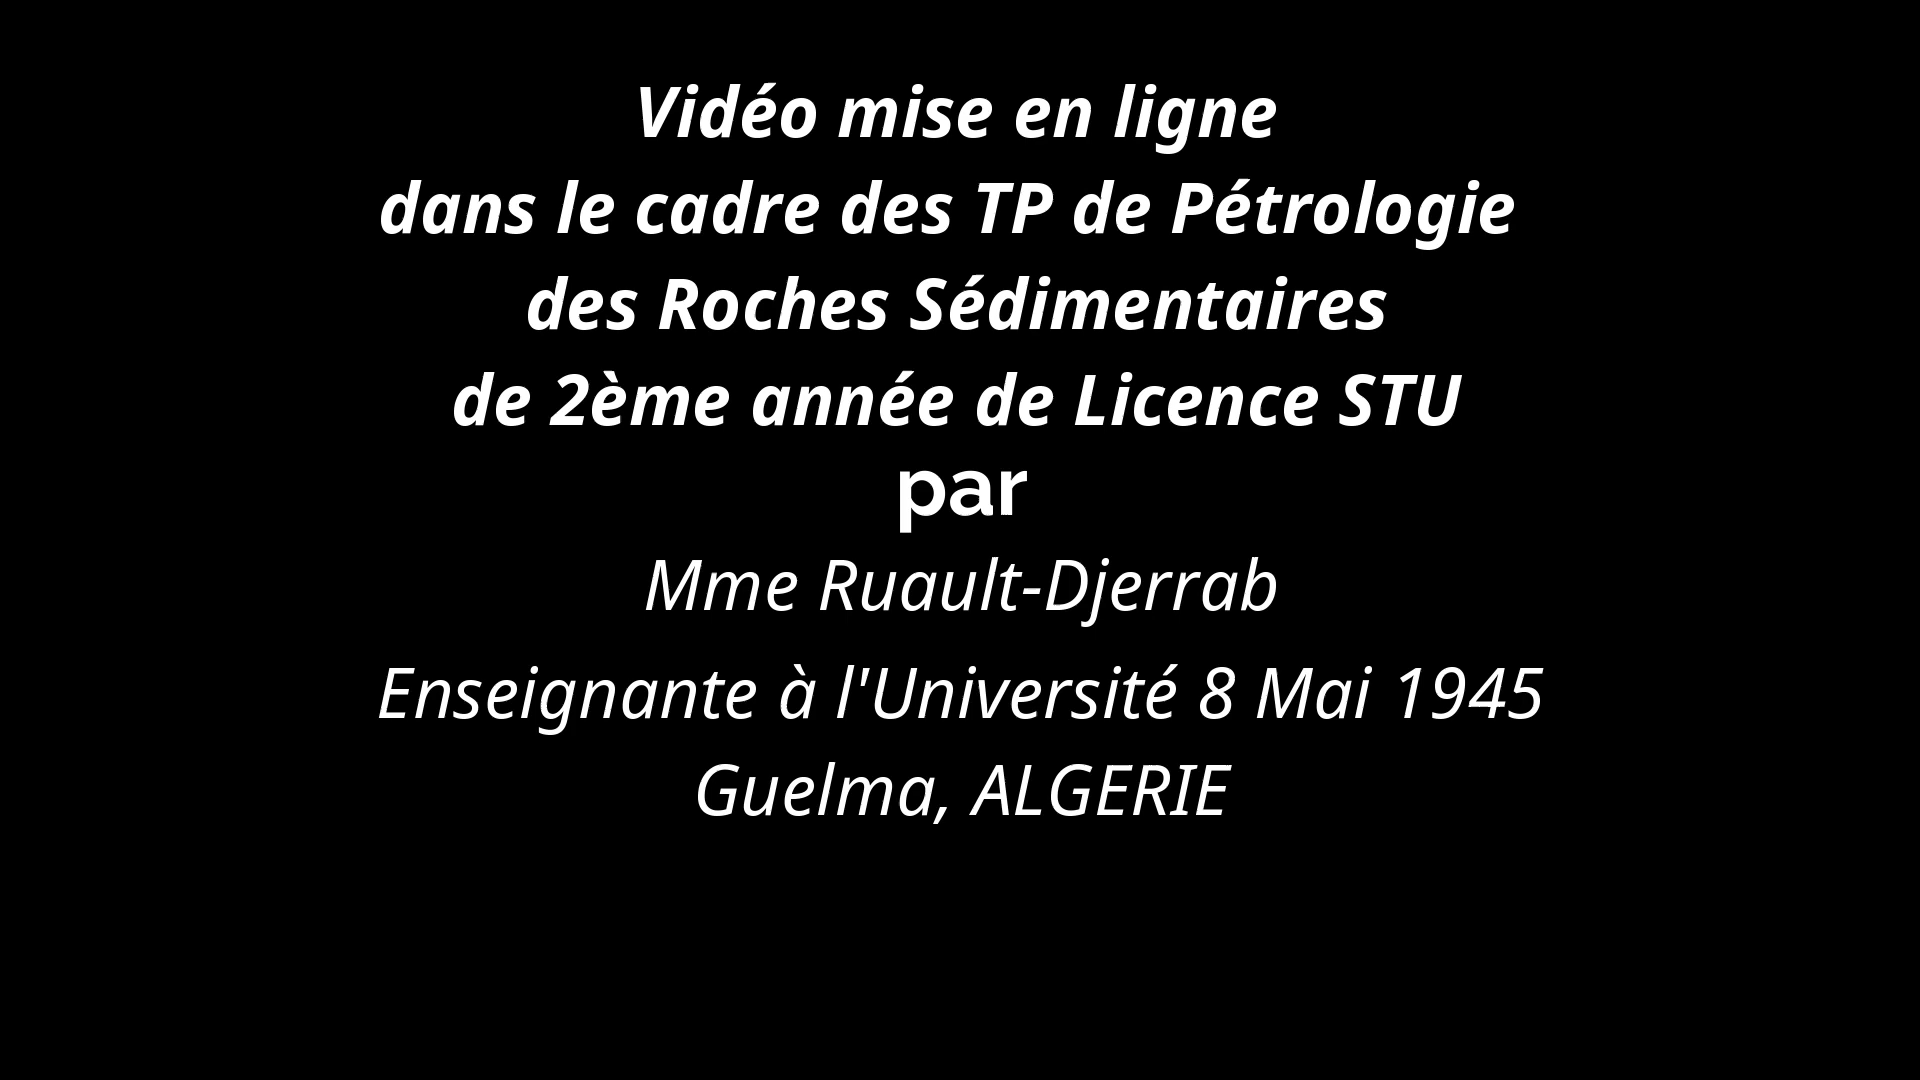 Vidéo mise en ligne
dans le cadre des TP de Pétrologie
des Roches Sédimentaires
de 2ème année de Licence STU
par
Mme Ruault-Djerrab
Enseignante à l'Université 8 Mai 1945
Guelma, ALGERIE